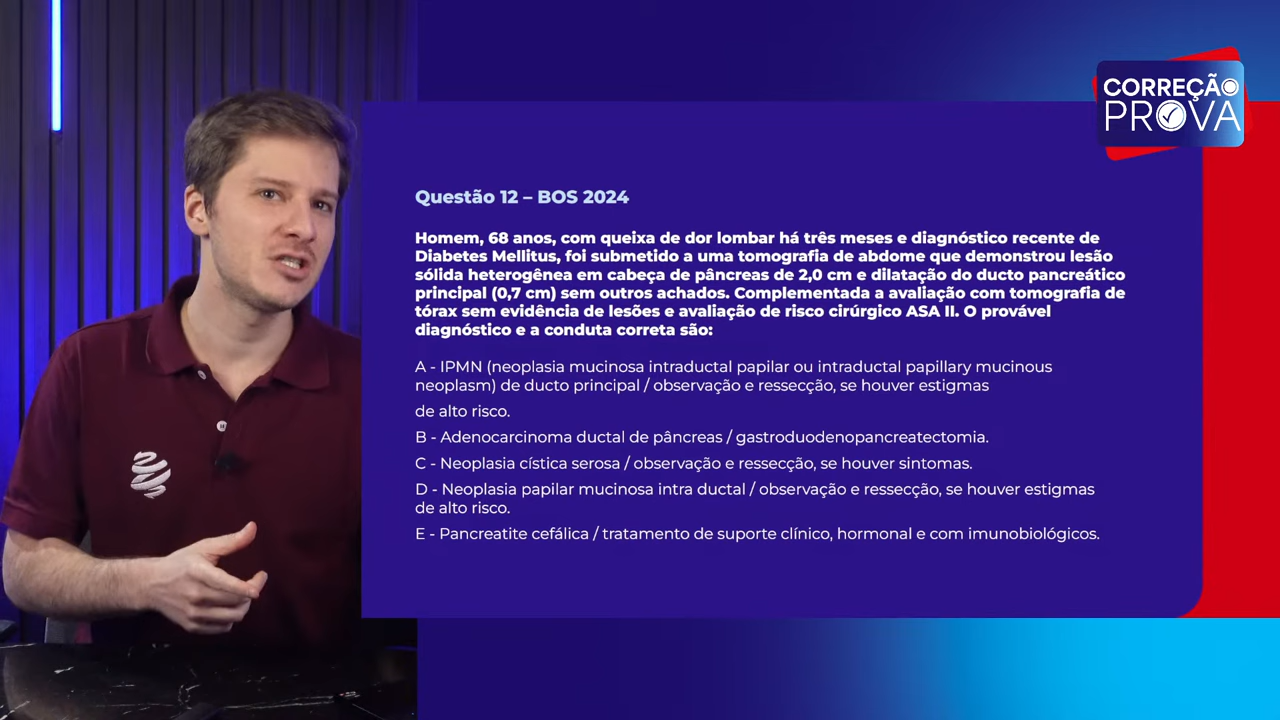 CORREÇÃO
PROVA
Questão 12 – BOS 2024
Homem, 68 anos, com queixa de dor lombar há três meses e diagnóstico recente de
Diabetes Mellitus, foi submetido a uma tomografia de abdome que demonstrou lesão
sólida heterogênea em cabeça de pâncreas de 2,0 cm e dilatação do ducto pancreático
principal (0,7 cm) sem outros achados. Complementada a avaliação com tomografia de
tórax sem evidência de lesões e avaliação de risco cirúrgico ASA II. O provável
diagnóstico e a conduta correta são:
A - IPMN (neoplasia mucinosa intraductal papilar ou intraductal papillary mucinous
neoplasm) de ducto principal / observação e ressecção, se houver estigmas
de alto risco.
B - Adenocarcinoma ductal de pâncreas / gastroduodenopancreatectomia.
C - Neoplasia cística serosa / observação e ressecção, se houver sintomas.
D - Neoplasia papilar mucinosa intra ductal / observação e ressecção, se houver estigmas
de alto risco.
E - Pancreatite cefálica / tratamento de suporte clínico, hormonal e com imunobiológicos.